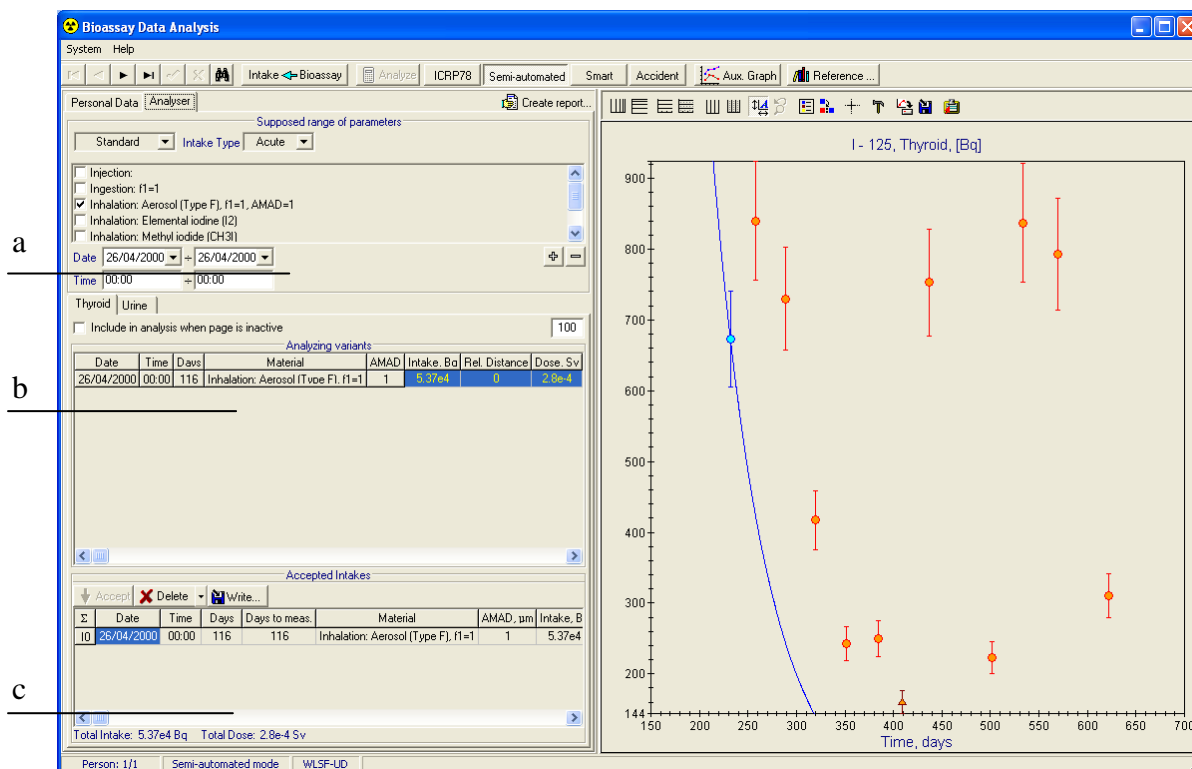 Bioassay Data Analysis
System Help
Intake Bioassay Analyze ICRP78 Semi-automated Smart Accident Aux. Graph Reference ...
Personal Data Analyser Create report...
Supposed range of parameters
Standard Intake Type Acute
Injection:
Ingestion: f1=1
Inhalation: Aerosol (Type F), f1=1, AMAD=1
Inhalation: Elemental iodine (I2)
Inhalation: Methyl iodide (CH3I)
a
Date 26/04/2000 ÷ 26/04/2000
Time 00:00 ÷ 00:00
Thyroid Urine
Include in analysis when page is inactive 100
Analyzing variants
Date Time Days Material AMAD Intake, Bq Rel. Distance Dose, Sv
26/04/2000 00:00 116 Inhalation: Aerosol (Type F), f1=1 1 5.37e4 0 2.8e-4
b
Accepted Intakes
Accept Delete Write...
Σ Date Time Days Days to meas. Material AMAD, µm Intake, B
I0 26/04/2000 00:00 116 116 Inhalation: Aerosol (Type F), f1=1 1 5.37e4
c
Total Intake: 5.37e4 Bq Total Dose: 2.8e-4 Sv
Person: 1/1 Semi-automated mode WLSF-UD
I - 125, Thyroid, [Bq]
900
800
700
600
500
400
300
200
144
150 200 250 300 350 400 450 500 550 600 650 700
Time, days